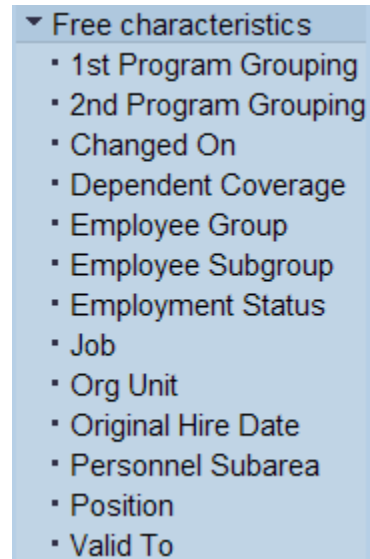 Free characteristics
1st Program Grouping
2nd Program Grouping
Changed On
Dependent Coverage
Employee Group
Employee Subgroup
Employment Status
Job
Org Unit
Original Hire Date
Personnel Subarea
Position
Valid To